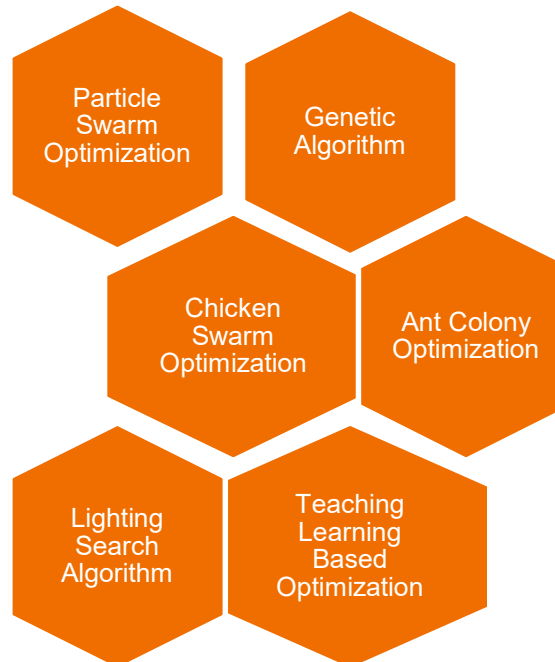 Particle
Swarm
Optimization
Genetic
Algorithm
Chicken
Swarm
Optimization
Ant Colony
Optimization
Lighting
Search
Algorithm
Teaching
Learning
Based
Optimization